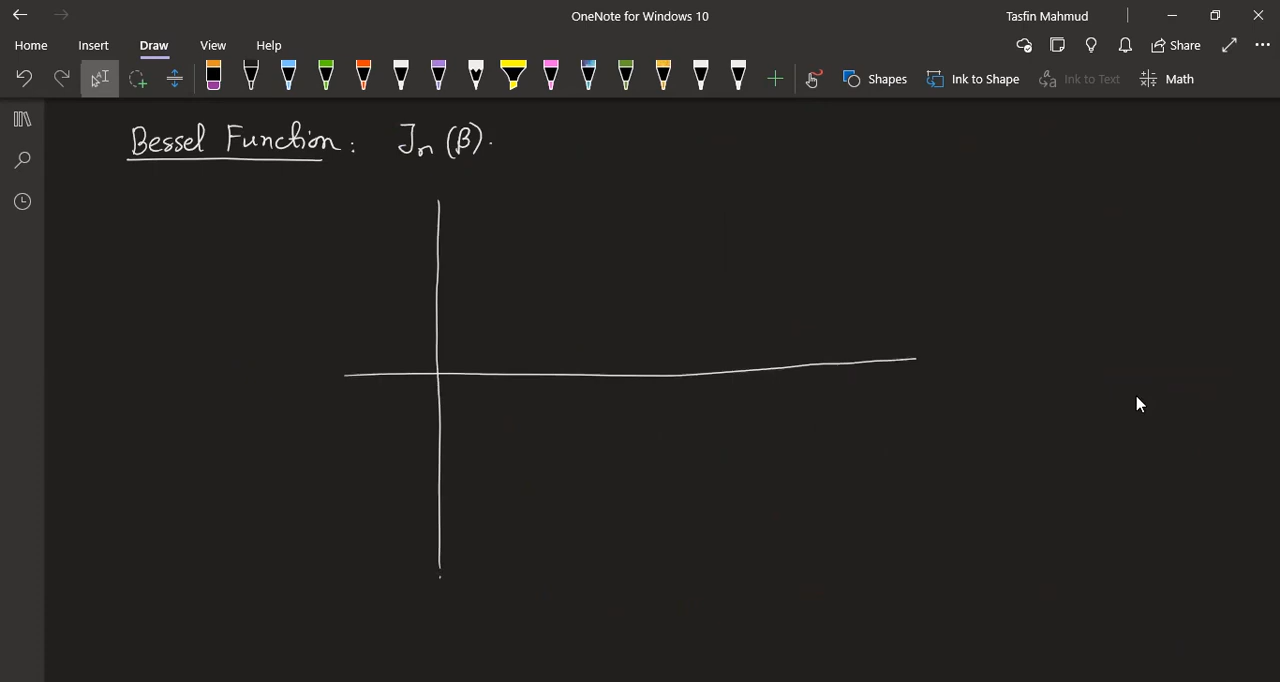 OneNote for Windows 10
Tasfin Mahmud
Home Insert Draw View Help
Share
Shapes Ink to Shape Ink to Text Math
Bessel Function: Jn (β).